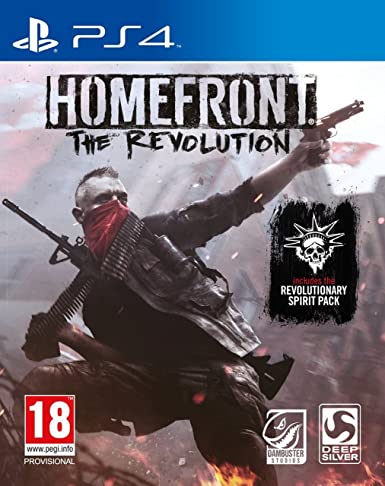 PS4
HOMEFRONT
THE REVOLUTION
includes the
REVOLUTIONARY
SPIRIT PACK
18
www.pegi.info
PROVISIONAL
DAMBUSTER
STUDIOS
DEEP
SILVER